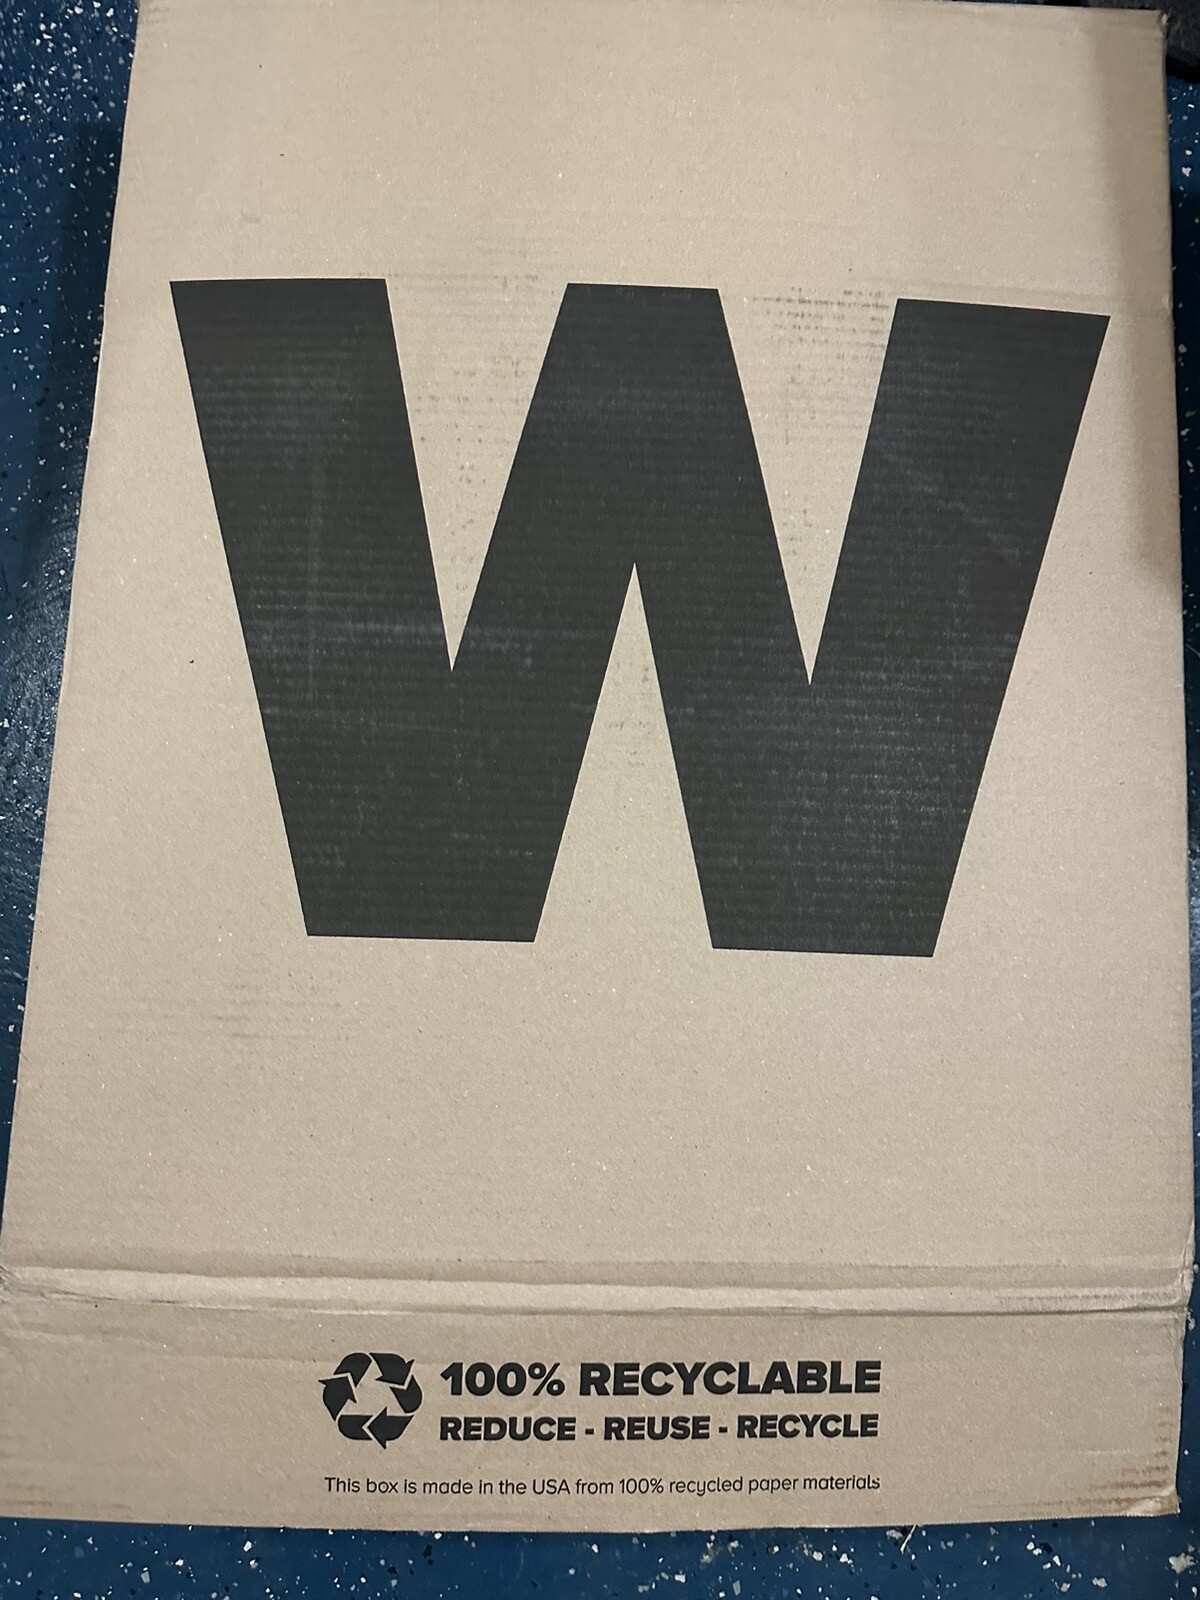 W
100% RECYCLABLE
REDUCE - REUSE - RECYCLE
This box is made in the USA from 100% recycled paper materials